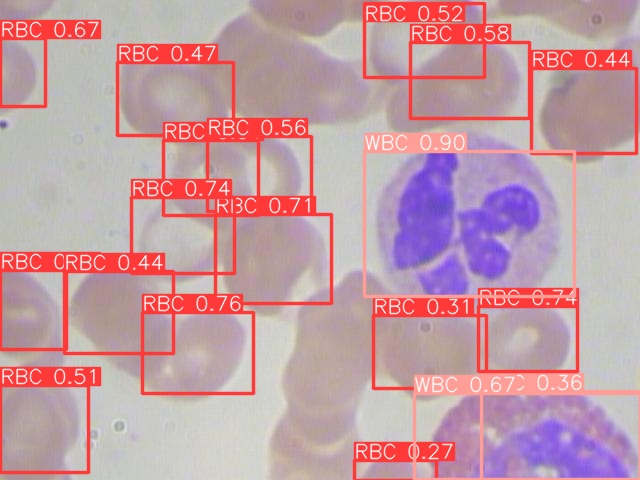 RBC 0.52
RBC 0.67
RBC 0.58
RBC 0.47
RBC 0.44
RBC 0.56
WBC 0.90
RBC 0.74
0.71
RBC
RBC 0.44
RBC 0.76
RBC 0.31
RBC 0.74
RBC 0.51
WBC 0.67
0.36
RBC 0.27